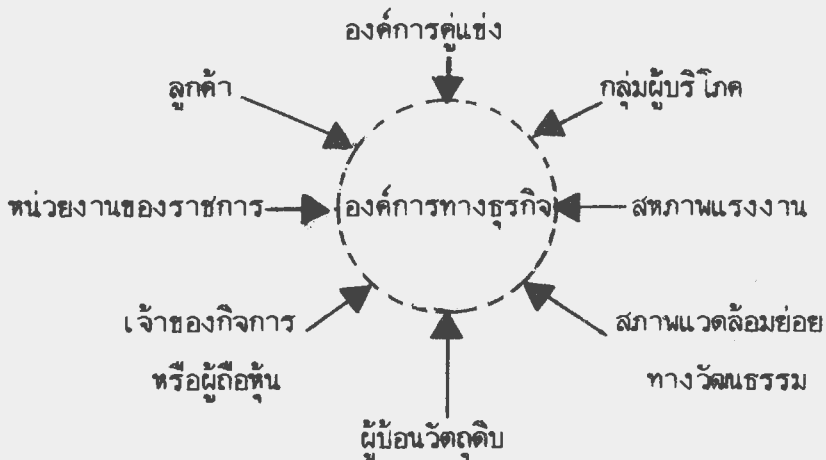 องค์การคู่แข่ง
ลูกค้า
กลุ่มผู้บริโภค
หน่วยงานของราชการ
องค์การทางธุรกิจ
สหภาพแรงงาน
เจ้าของกิจการ
หรือผู้ถือหุ้น
สภาพแวดล้อมย่อย
ทางวัฒนธรรม
ผู้ป้อนวัตถุดิบ